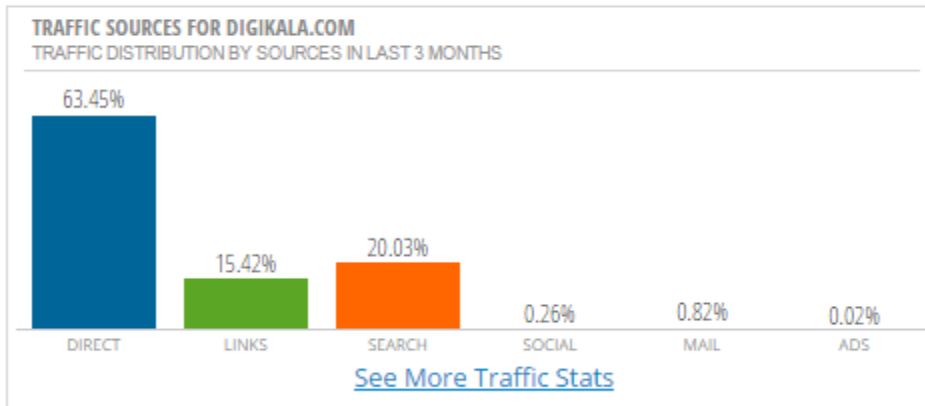 TRAFFIC SOURCES FOR DIGIKALA.COM
TRAFFIC DISTRIBUTION BY SOURCES IN LAST 3 MONTHS
63.45% 15.42% 20.03% 0.26% 0.82% 0.02%
DIRECT LINKS SEARCH SOCIAL MAIL ADS
See More Traffic Stats